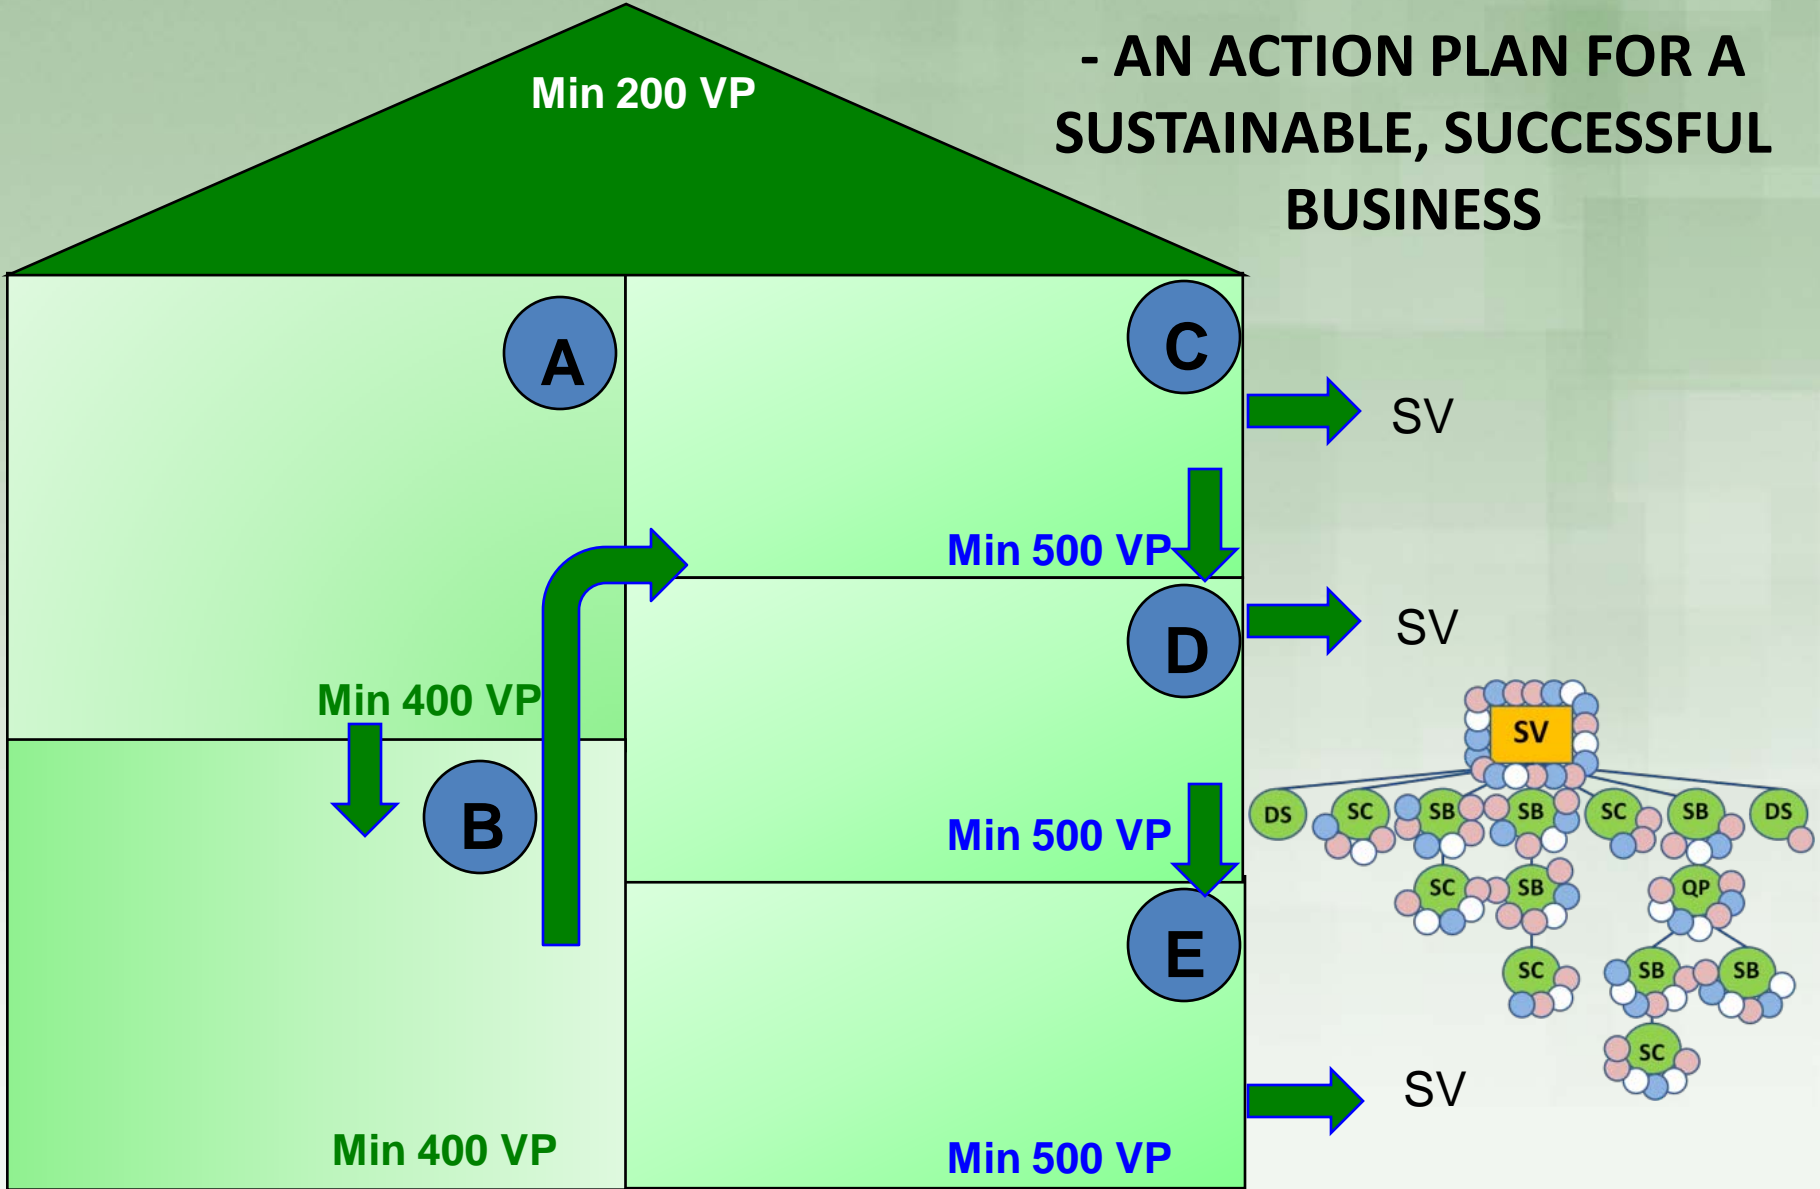 - AN ACTION PLAN FOR A
SUSTAINABLE, SUCCESSFUL
BUSINESS
Min 200 VP
A
Min 400 VP
B
Min 400 VP
C
Min 500 VP
SV
D
Min 500 VP
SV
E
Min 500 VP
SV
SV
DS SC SB SB SC SB DS
SC SB QP
SC SB SB
SC